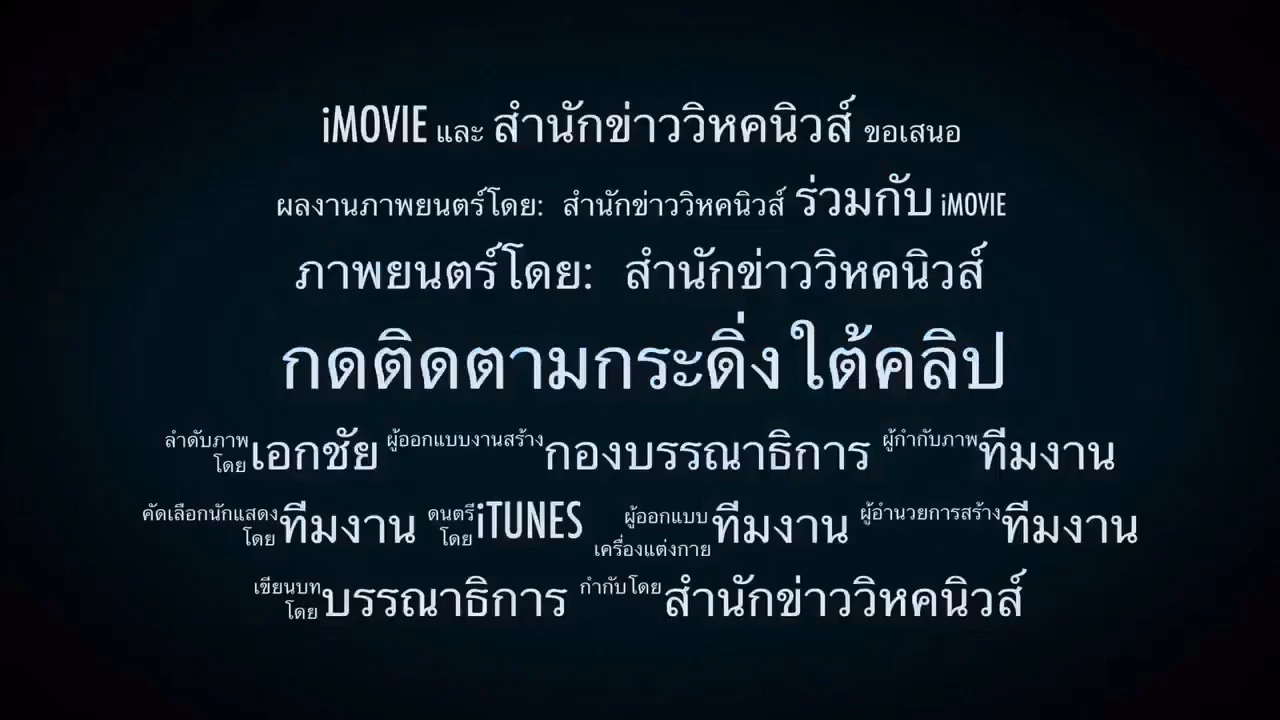 iMOVIE และ สำนักข่าววิหคนิวส์ ขอเสนอ
ผลงานภาพยนตร์โดย: สำนักข่าววิหคนิวส์ ร่วมกับ iMOVIE
ภาพยนตร์โดย: สำนักข่าววิหคนิวส์
กดติดตามกระดิ่ง ใต้คลิป
ลำดับภาพโดย เอกชัย ผู้ออกแบบงานสร้าง กองบรรณาธิการ ผู้กำกับภาพ ทีมงาน
คัดเลือกนักแสดงโดย ทีมงาน ดนตรีโดย iTUNES ผู้ออกแบบเครื่องแต่งกาย ทีมงาน ผู้อำนวยการสร้าง ทีมงาน
เขียนบทโดย บรรณาธิการ กำกับโดย สำนักข่าววิหคนิวส์